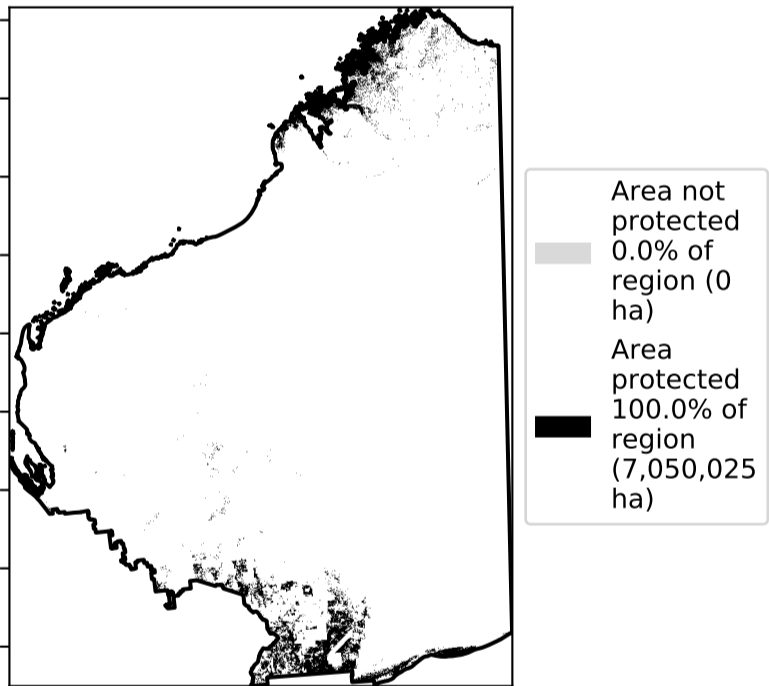 Area not
protected
0.0% of
region (0
ha)
Area
protected
100.0% of
region
(7,050,025
ha)